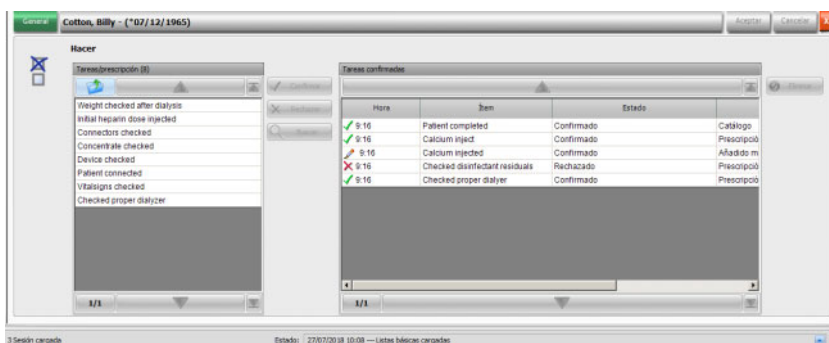 General Cotton, Billy - (*07/12/1965) Aceptar Cancelar X
Hacer
Tareas/prescripción (8) Tareas confirmadas
Confirmar
Rechazar
Buscar
Eliminar
Weight checked after dialysis
Initial heparin dose injected
Connectors checked
Concentrate checked
Device checked
Patient connected
Vitalsigns checked
Checked proper dialyzer
Hora Ítem Estado
9:16 Patient completed Confirmado Catálogo
9:16 Calcium inject Confirmado Prescripció
9:16 Calcium injected Confirmado Añadido m
9:16 Checked disinfectant residuals Rechazado Prescripció
9:16 Checked proper dialyer Confirmado Prescripció
1/1 1/1
3 Sesión cargada Estado: 27/07/2018 10:08 — Listas básicas cargadas